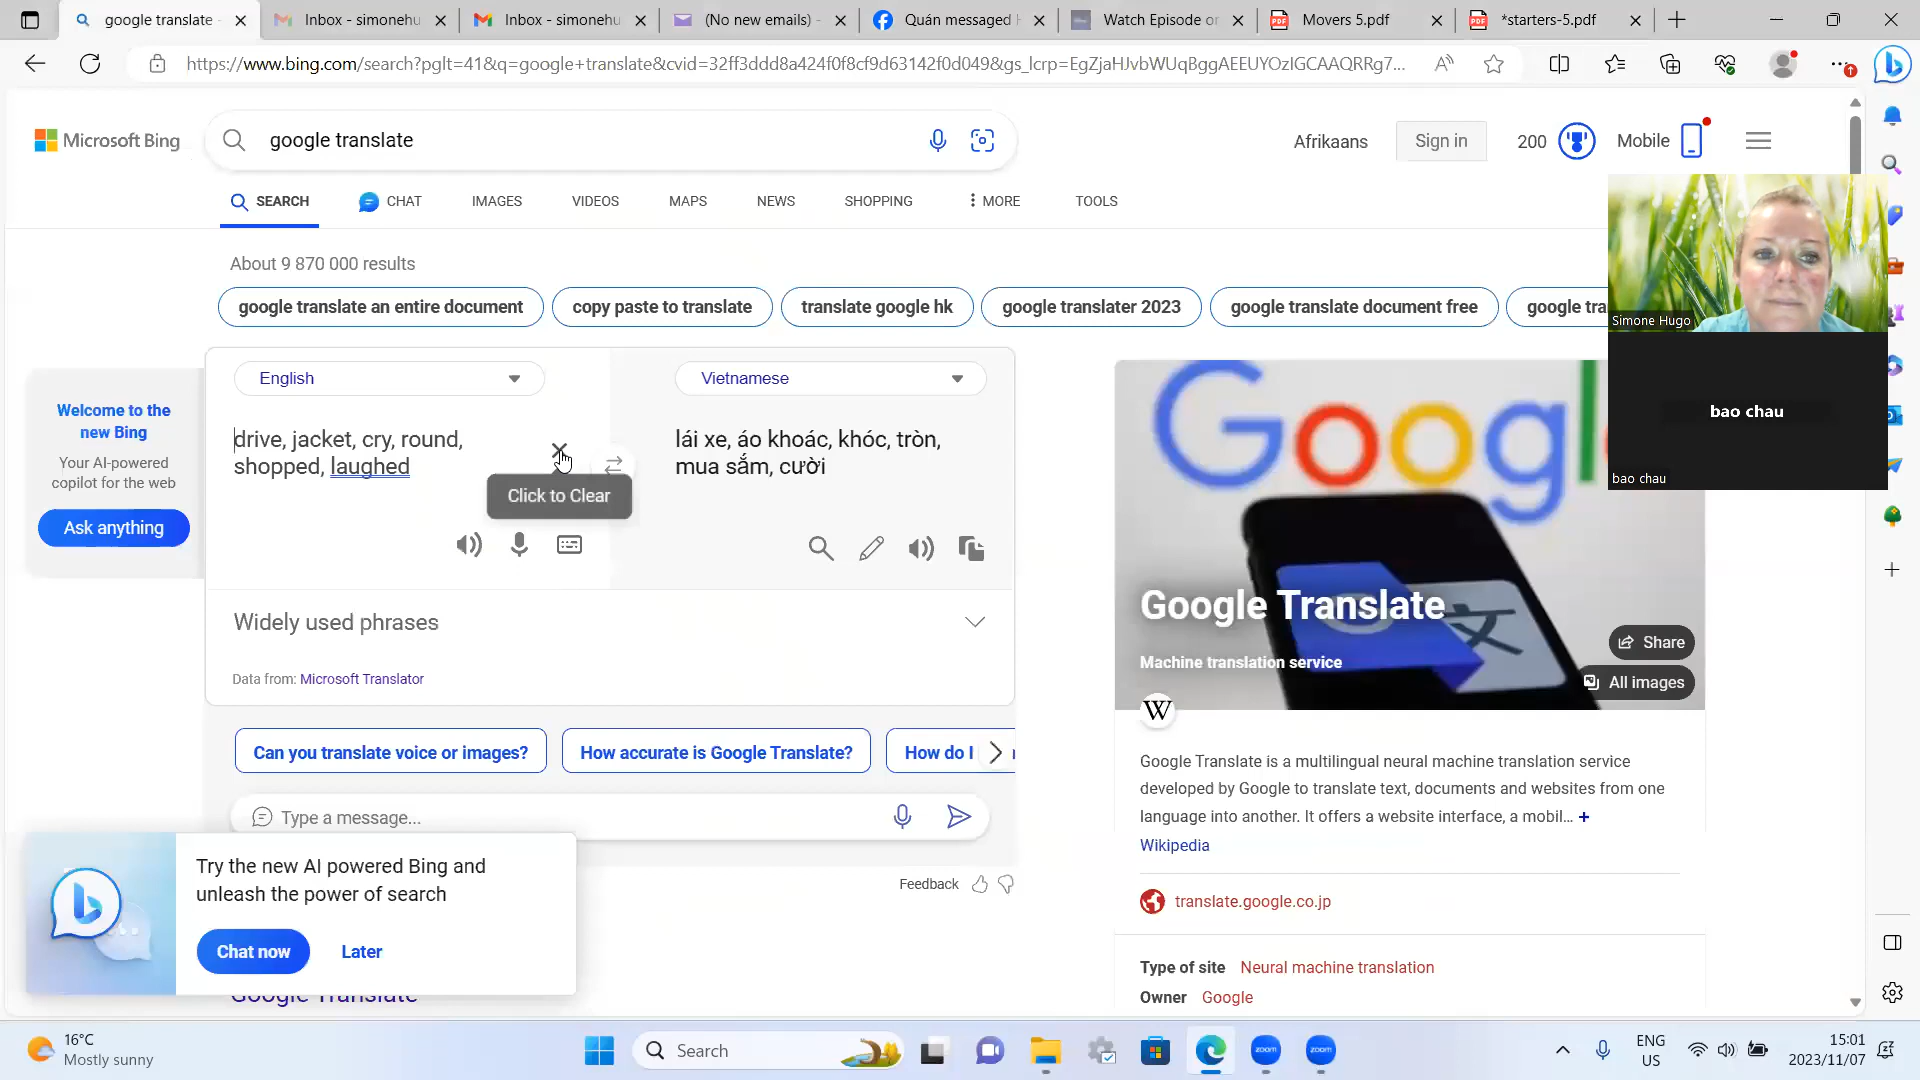 google translate -
Inbox - simonehu
Inbox - simonehu
(No new emails) -
Quán messaged
Watch Episode or
Movers 5.pdf
*starters-5.pdf
https://www.bing.com/search?pglt=41&q=google+translate&cvid=32ff3ddd8a424f0f8cf9d63142f0d049&gs_lcrp=EgZjaHJvbWUqBggAEEUYOzIGCAAQRRg7...
Microsoft Bing
google translate
Afrikaans
Sign in
200
Mobile
SEARCH
CHAT
IMAGES
VIDEOS
MAPS
NEWS
SHOPPING
MORE
TOOLS
About 9 870 000 results
google translate an entire document
copy paste to translate
translate google hk
google translater 2023
google translate document free
google tra
Simone Hugo
bao chau
bao chau
Welcome to the
new Bing
Your AI-powered
copilot for the web
Ask anything
English
Vietnamese
drive, jacket, cry, round,
shopped, laughed
lái xe, áo khoác, khóc, tròn,
mua sắm, cười
Click to Clear
Widely used phrases
Data from: Microsoft Translator
Can you translate voice or images?
How accurate is Google Translate?
How do I
Type a message...
Feedback
Try the new AI powered Bing and
unleash the power of search
Chat now
Later
Google Translate
Googl
Google Translate
Machine translation service
Share
All images
W
Google Translate is a multilingual neural machine translation service
developed by Google to translate text, documents and websites from one
language into another. It offers a website interface, a mobil... +
Wikipedia
translate.google.co.jp
Type of site Neural machine translation
Owner Google
16°C
Mostly sunny
Search
zoom
zoom
ENG
US
15:01
2023/11/07